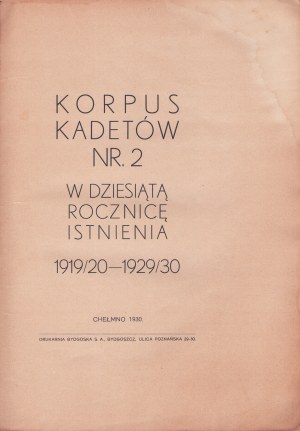 KORPUS
KADETÓW
NR. 2
W DZIESIĄTĄ
ROCZNICĘ
ISTNIENIA
1919/20—1929/30
CHEŁMNO 1930.
DRUKARNIA BYDGOSKA S. A., BYDGOSZCZ, ULICA POZNAŃSKA 29-30.